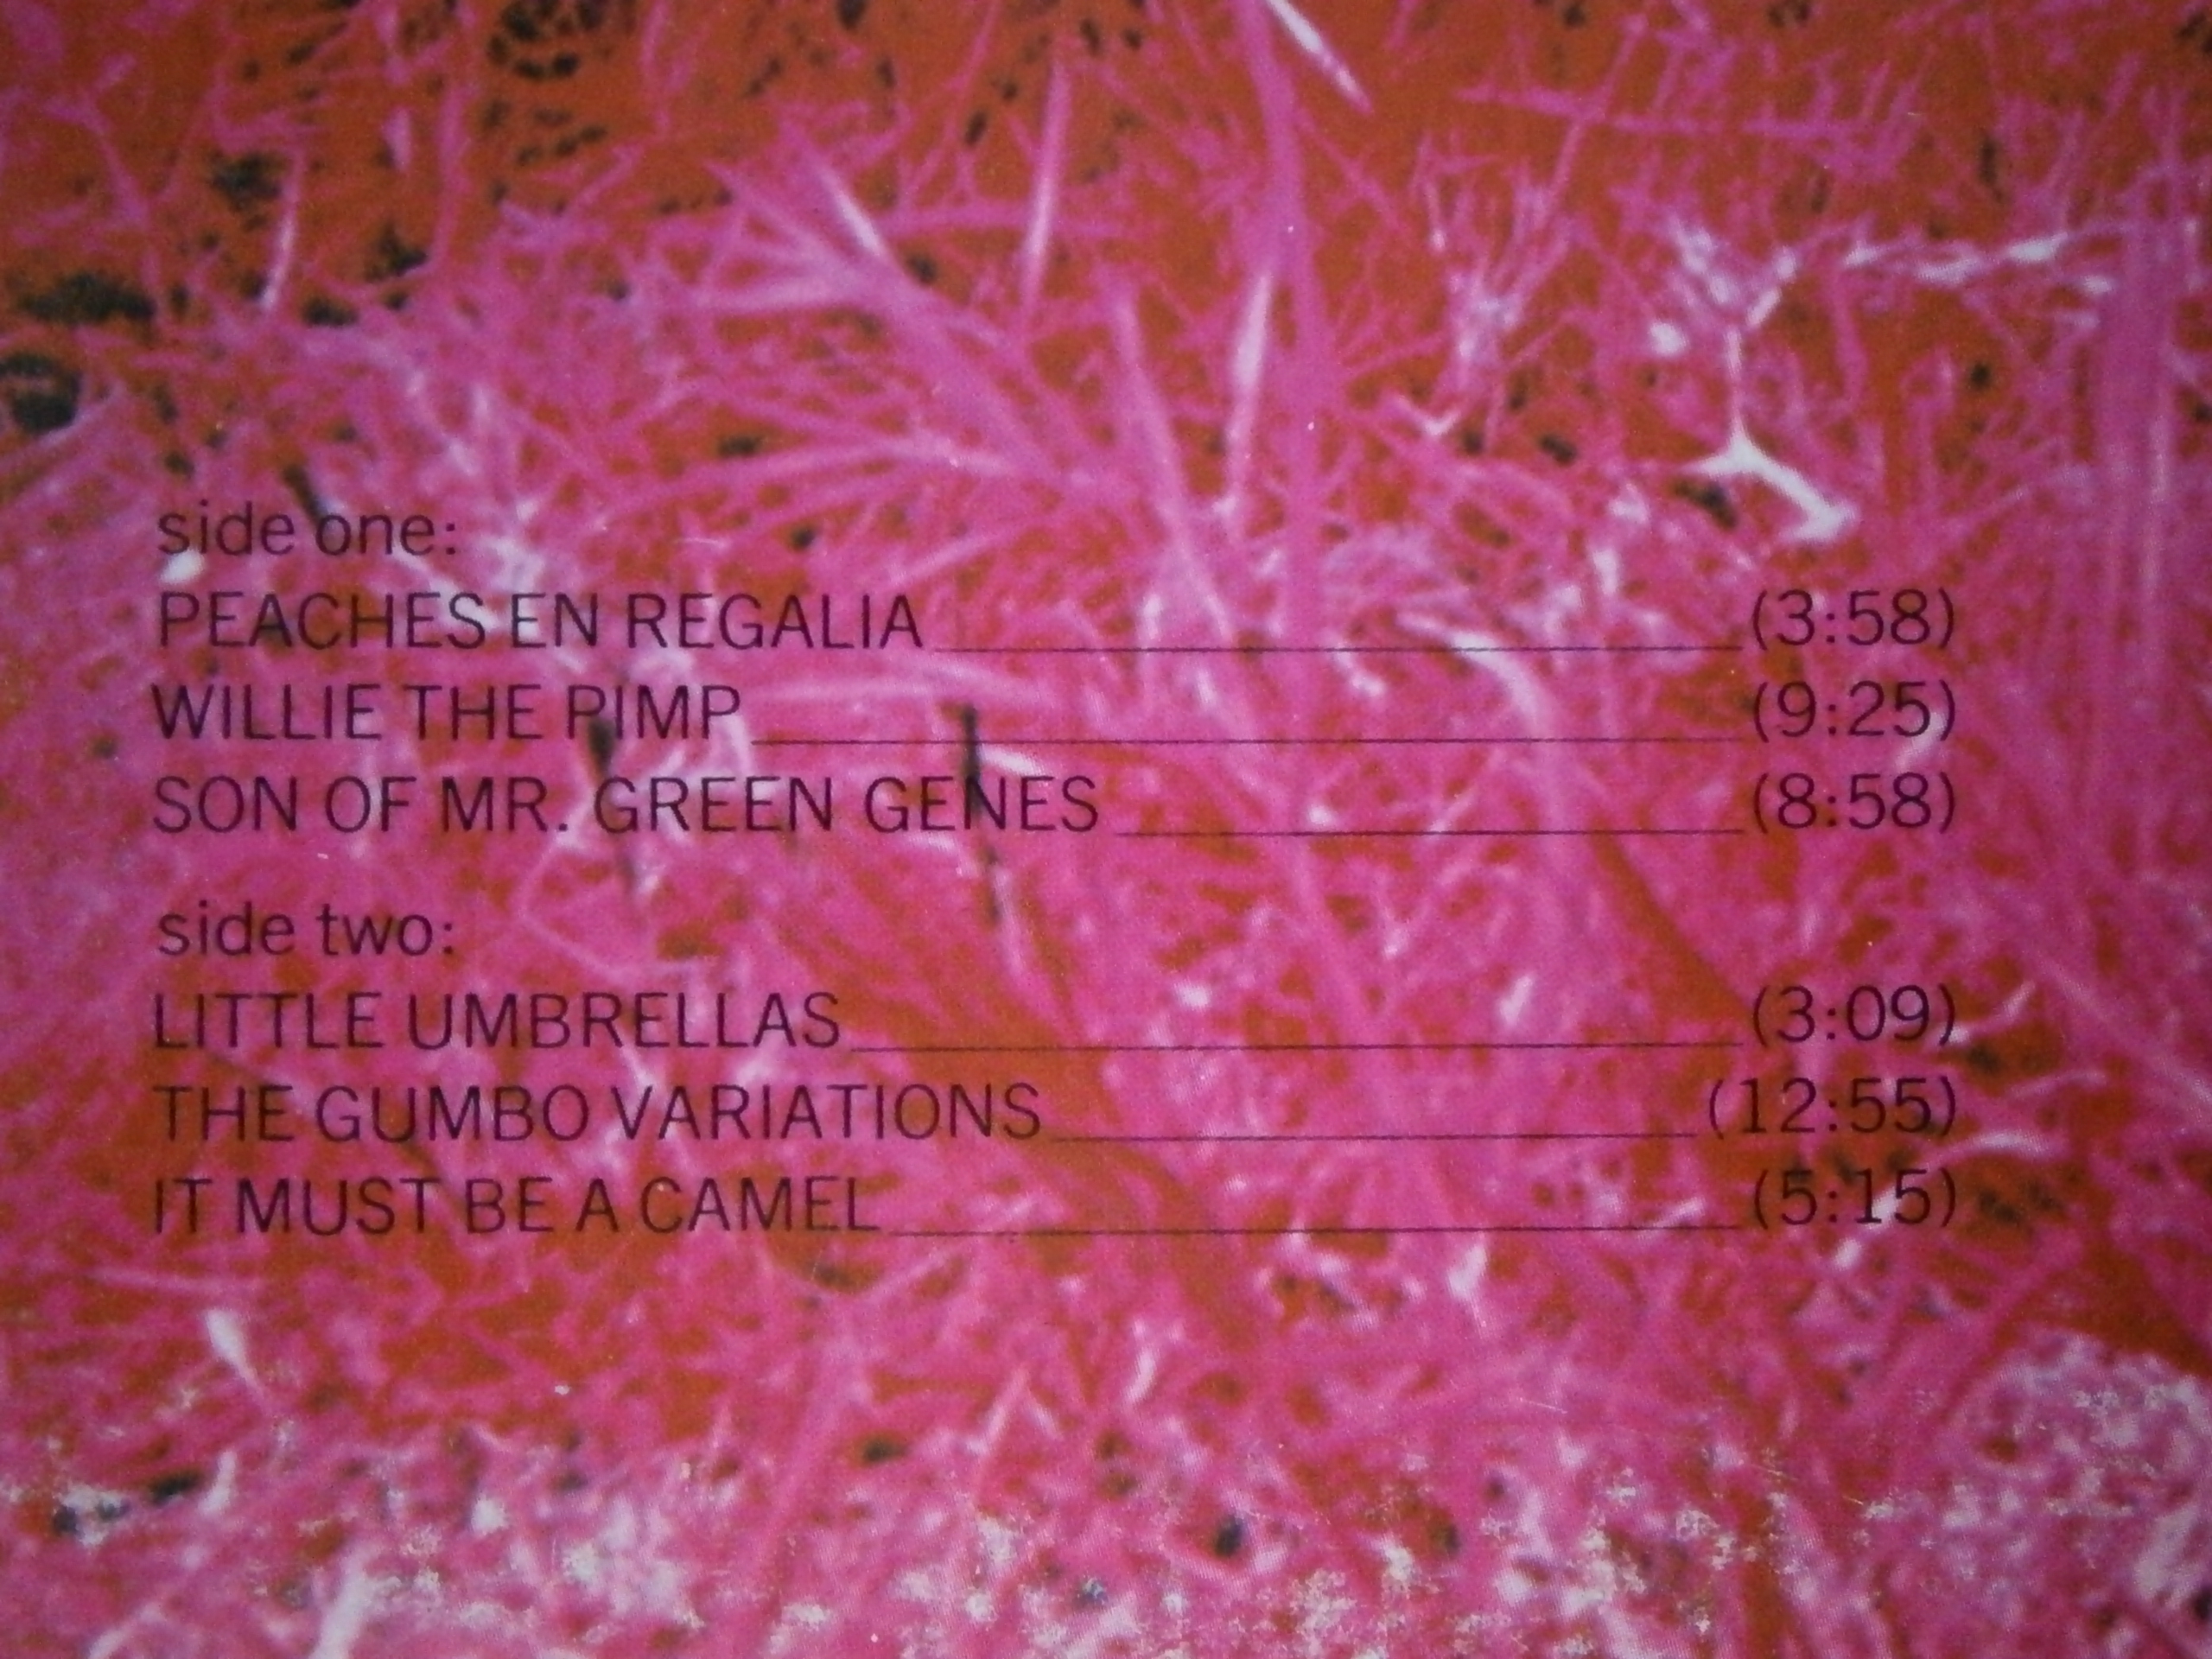 side one:
PEACHES EN REGALIA (3:58)
WILLIE THE PIMP (9:25)
SON OF MR. GREEN GENES (8:58)
side two:
LITTLE UMBRELLAS (3:09)
THE GUMBO VARIATIONS (12:55)
IT MUST BE A CAMEL (5:15)